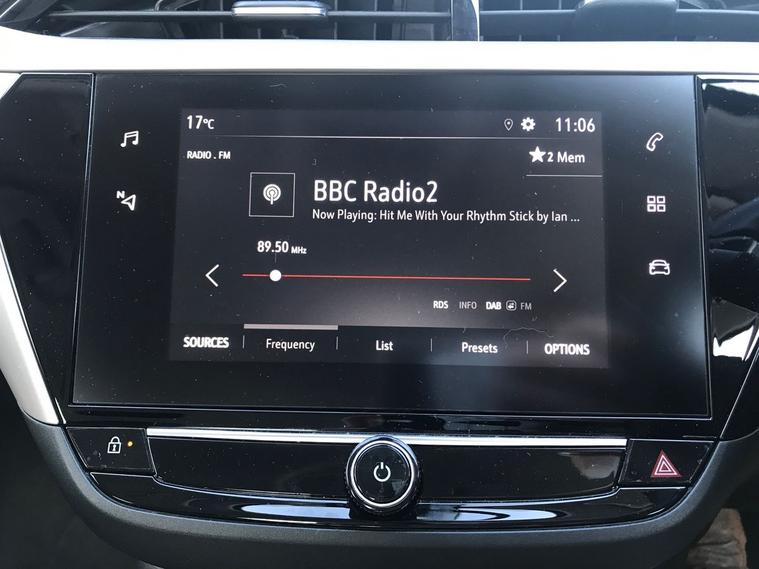 17°C
11:06
RADIO . FM
2 Mem
BBC Radio2
Now Playing: Hit Me With Your Rhythm Stick by Ian ...
N
89.50 MHz
RDS INFO DAB FM
SOURCES Frequency List Presets OPTIONS